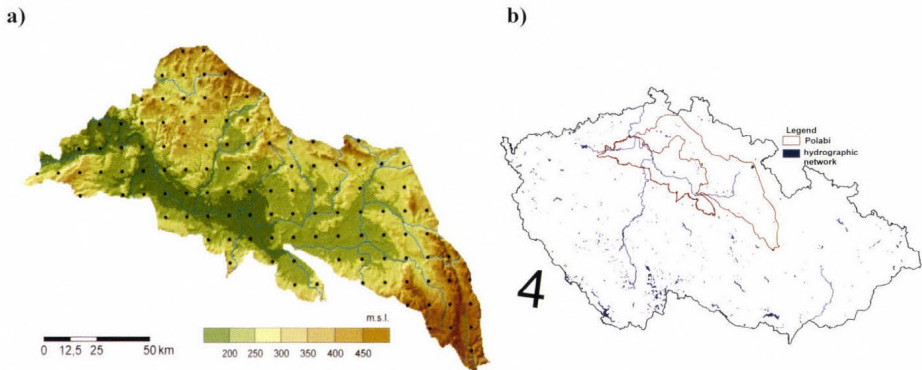 a)
b)
m.s.l.
0 12,5 25 50 km
200 250 300 350 400 450
4
Legend
Polabi
hydrographic
network